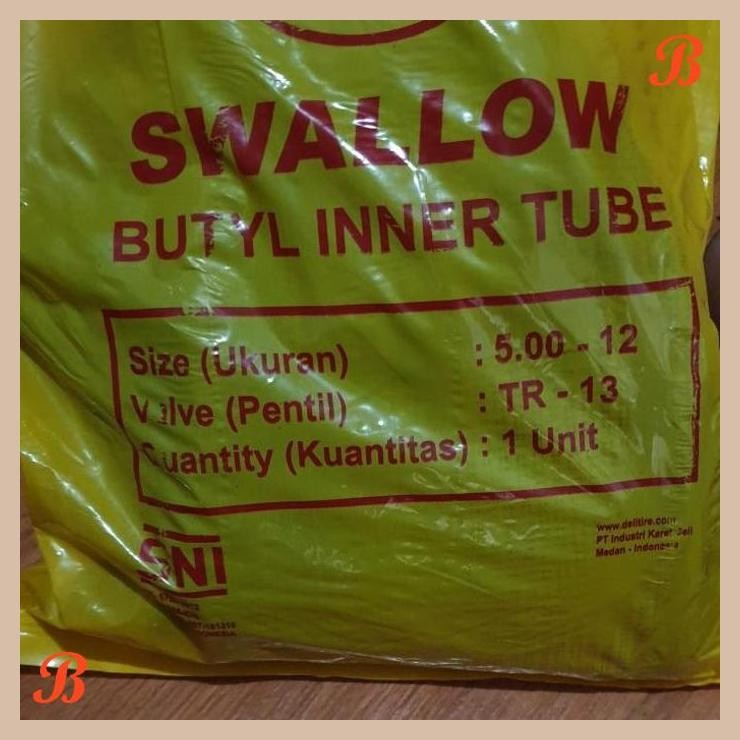 B
SWALLOW
BUTYL INNER TUBE
Size (Ukuran) : 5.00 - 12
Valve (Pentil) : TR - 13
Quantity (Kuantitas) : 1 Unit
www.delitire.com
PT Industri Karet Deli
Medan - Indonesia
SNI
B